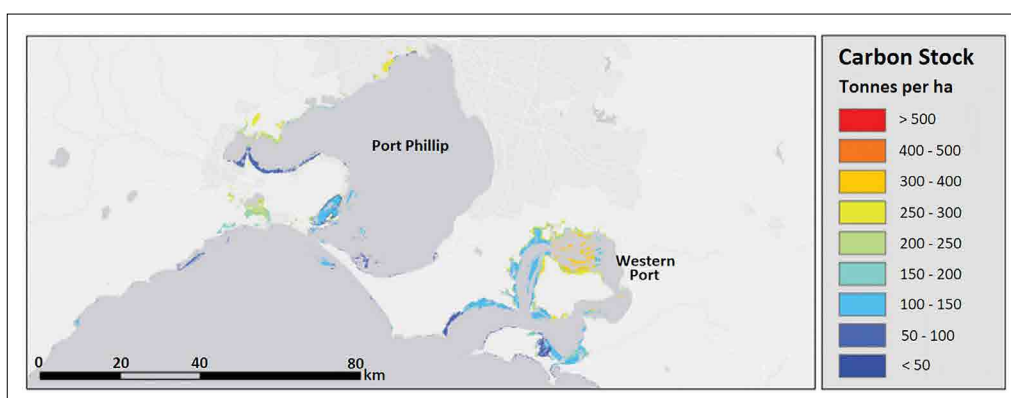 Port Phillip
Western
Port
0 20 40 80
km
Carbon Stock
Tonnes per ha
> 500
400 - 500
300 - 400
250 - 300
200 - 250
150 - 200
100 - 150
50 - 100
< 50